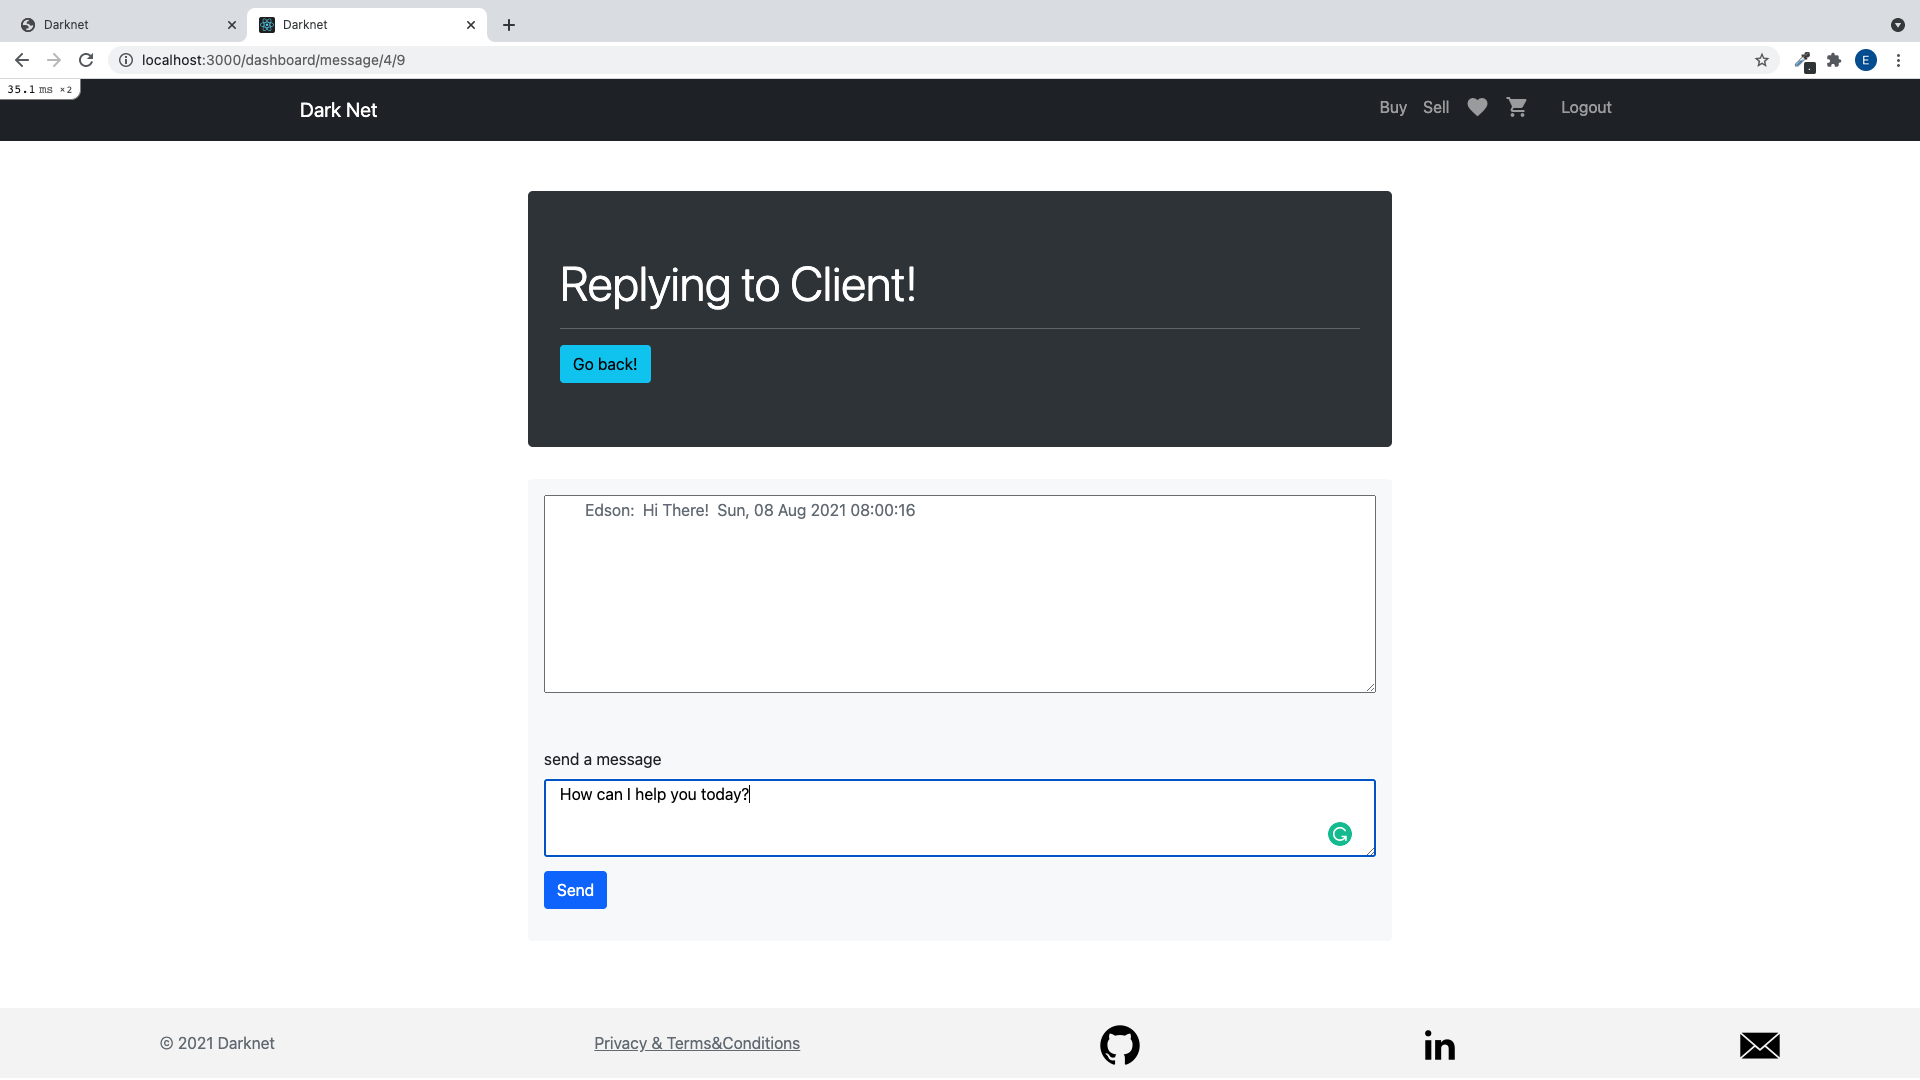 Darknet
Darknet
localhost:3000/dashboard/message/4/9
E
35.1 ms ×2
Dark Net
Buy Sell Logout
Replying to Client!
Go back!
Edson: Hi There! Sun, 08 Aug 2021 08:00:16
send a message
How can I help you today?
Send
© 2021 Darknet
Privacy & Terms&Conditions
in